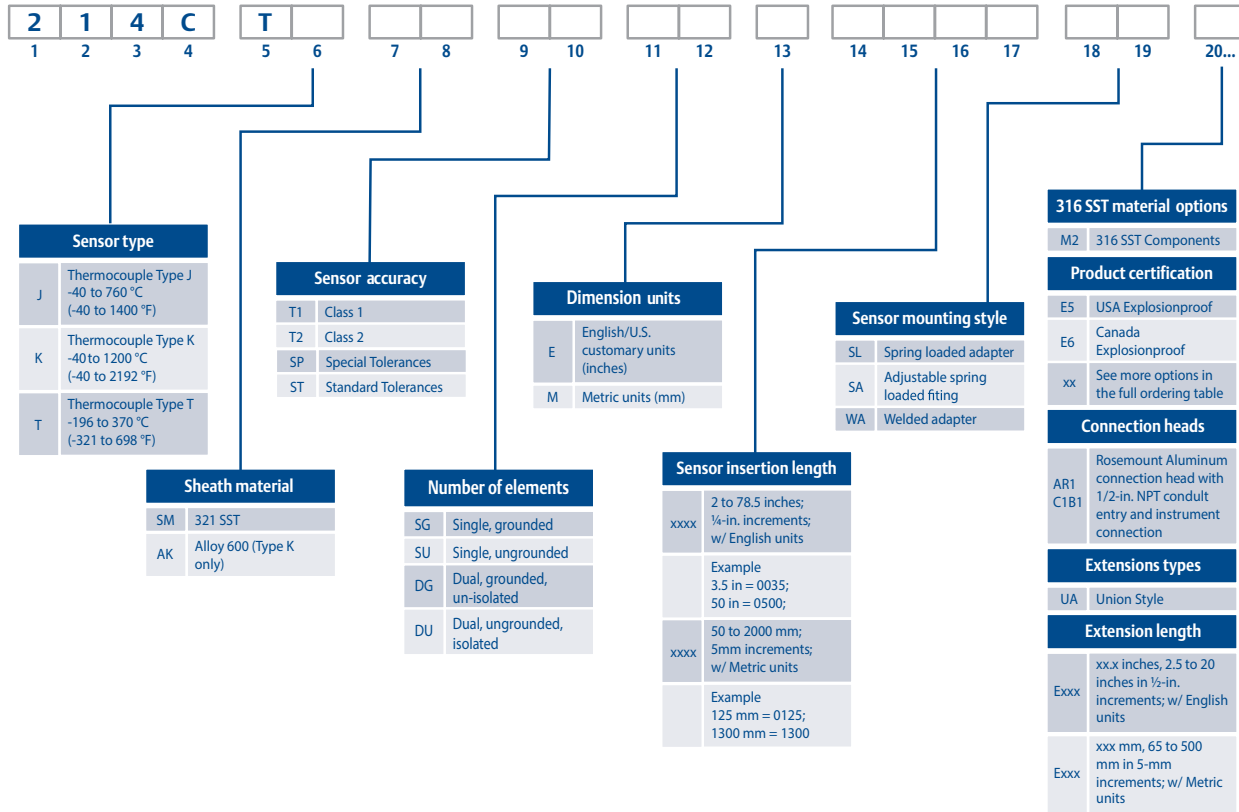 2 1 4 C T
1 2 3 4 5 6 7 8 9 10 11 12 13 14 15 16 17 18 19 20...
Sensor type
J
Thermocouple Type J
-40 to 760 °C
(-40 to 1400 °F)
K
Thermocouple Type K
-40 to 1200 °C
(-40 to 2192 °F)
T
Thermocouple Type T
-196 to 370 °C
(-321 to 698 °F)
Sheath material
SM 321 SST
AK
Alloy 600 (Type K
only)
Sensor accuracy
T1 Class 1
T2 Class 2
SP Special Tolerances
ST Standard Tolerances
Number of elements
SG Single, grounded
SU Single, ungrounded
DG
Dual, grounded,
un-isolated
DU
Dual, ungrounded,
isolated
Dimension units
E
English/U.S.
customary units
(inches)
M Metric units (mm)
Sensor insertion length
xxxx
2 to 78.5 inches;
¼-in. increments;
w/ English units
Example
3.5 in = 0035;
50 in = 0500;
xxxx
50 to 2000 mm;
5mm increments;
w/ Metric units
Example
125 mm = 0125;
1300 mm = 1300
Sensor mounting style
SL Spring loaded adapter
SA
Adjustable spring
loaded fiting
WA Welded adapter
316 SST material options
M2 316 SST Components
Product certification
E5 USA Explosionproof
E6
Canada
Explosionproof
xx
See more options in
the full ordering table
Connection heads
AR1
C1B1
Rosemount Aluminum
connection head with
1/2-in. NPT condult
entry and instrument
connection
Extensions types
UA Union Style
Extension length
Exxx
xx.x inches, 2.5 to 20
inches in ½-in.
increments; w/ English
units
Exxx
xxx mm, 65 to 500
mm in 5-mm
increments; w/ Metric
units